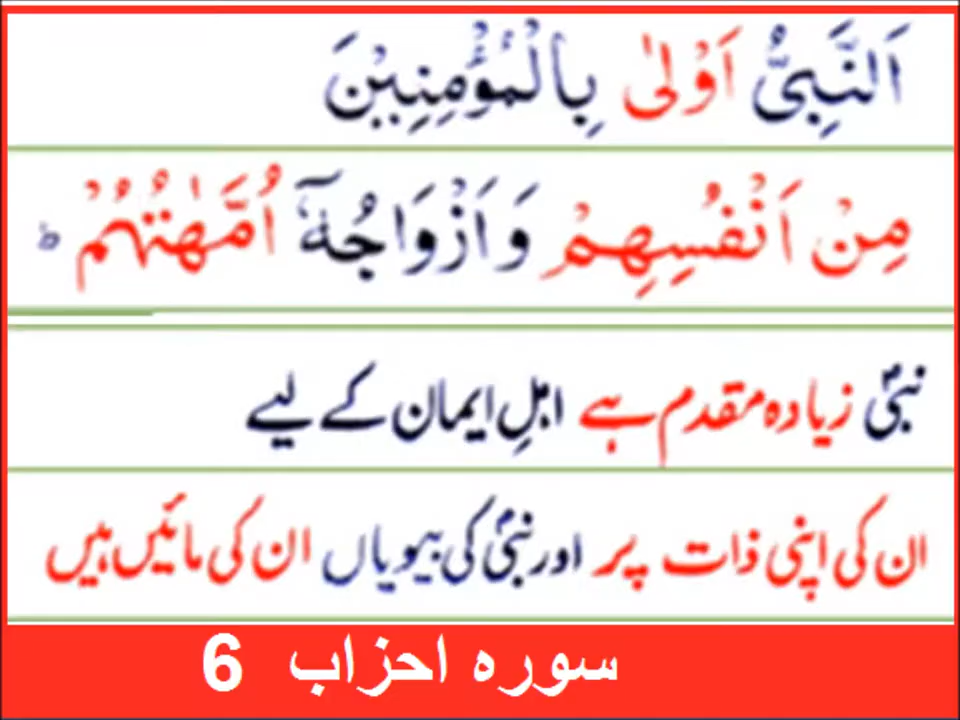 اَلنَّبِیُّ اَوْلٰی بِالْمُؤْمِنِیْنَ
مِنْ اَنْفُسِهِمْ وَ اَزْوَاجُهٗۤ اُمَّهٰتُهُمْ ؕ
نبیؐ زیادہ مقدم ہے اہلِ ایمان کے لیے
ان کی اپنی ذات پر اور نبیؐ کی بیویاں ان کی مائیں ہیں
سورہ احزاب 6